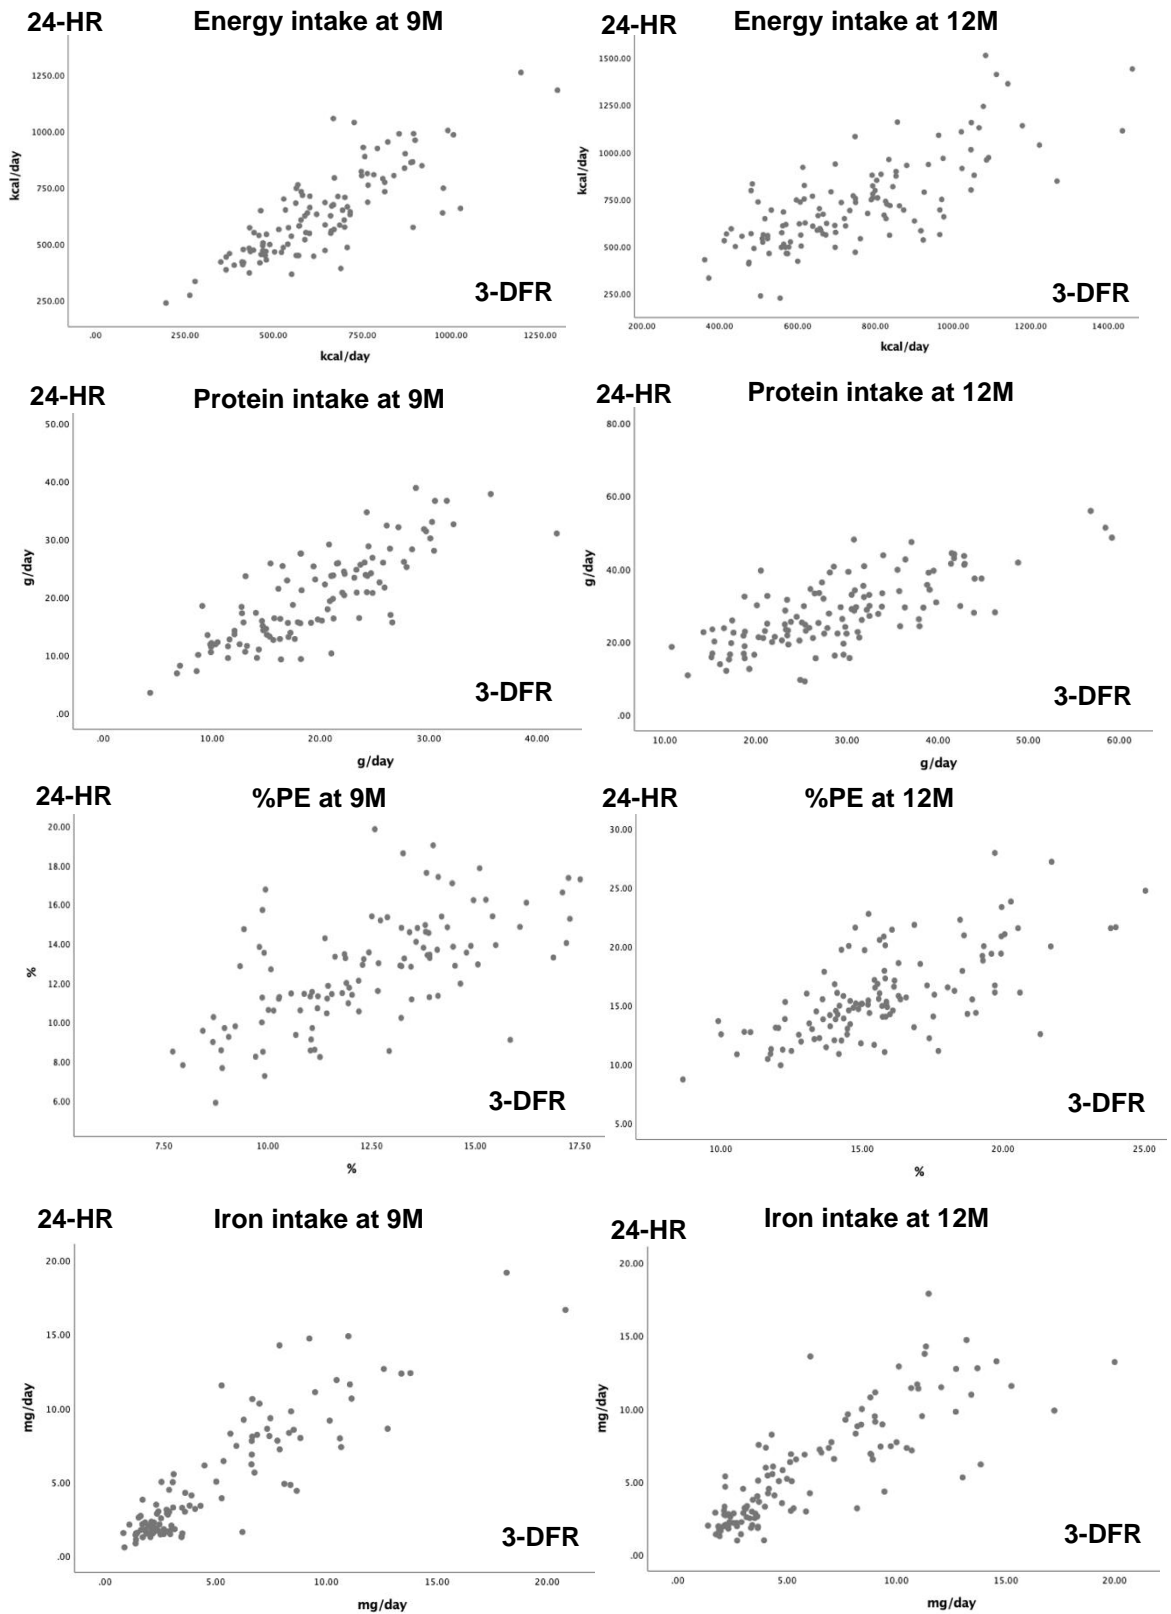 24-HR Energy intake at 9M
1250.00
1000.00
750.00
500.00
250.00
kcal/day
3-DFR
.00 250.00 500.00 750.00 1000.00 1250.00
kcal/day
24-HR Energy intake at 12M
1500.00
1250.00
1000.00
750.00
500.00
250.00
kcal/day
3-DFR
200.00 400.00 600.00 800.00 1000.00 1200.00 1400.00
kcal/day
24-HR Protein intake at 9M
50.00
40.00
30.00
20.00
10.00
.00
g/day
3-DFR
.00 10.00 20.00 30.00 40.00
g/day
24-HR Protein intake at 12M
80.00
60.00
40.00
20.00
.00
g/day
3-DFR
10.00 20.00 30.00 40.00 50.00 60.00
g/day
24-HR %PE at 9M
20.00
18.00
16.00
14.00
12.00
10.00
8.00
6.00
%
3-DFR
7.50 10.00 12.50 15.00 17.50
%
24-HR %PE at 12M
30.00
25.00
20.00
15.00
10.00
5.00
3-DFR
10.00 15.00 20.00 25.00
%
24-HR Iron intake at 9M
20.00
15.00
10.00
5.00
.00
mg/day
3-DFR
.00 5.00 10.00 15.00 20.00
mg/day
24-HR Iron intake at 12M
20.00
15.00
10.00
5.00
.00
mg/day
3-DFR
.00 5.00 10.00 15.00 20.00
mg/day